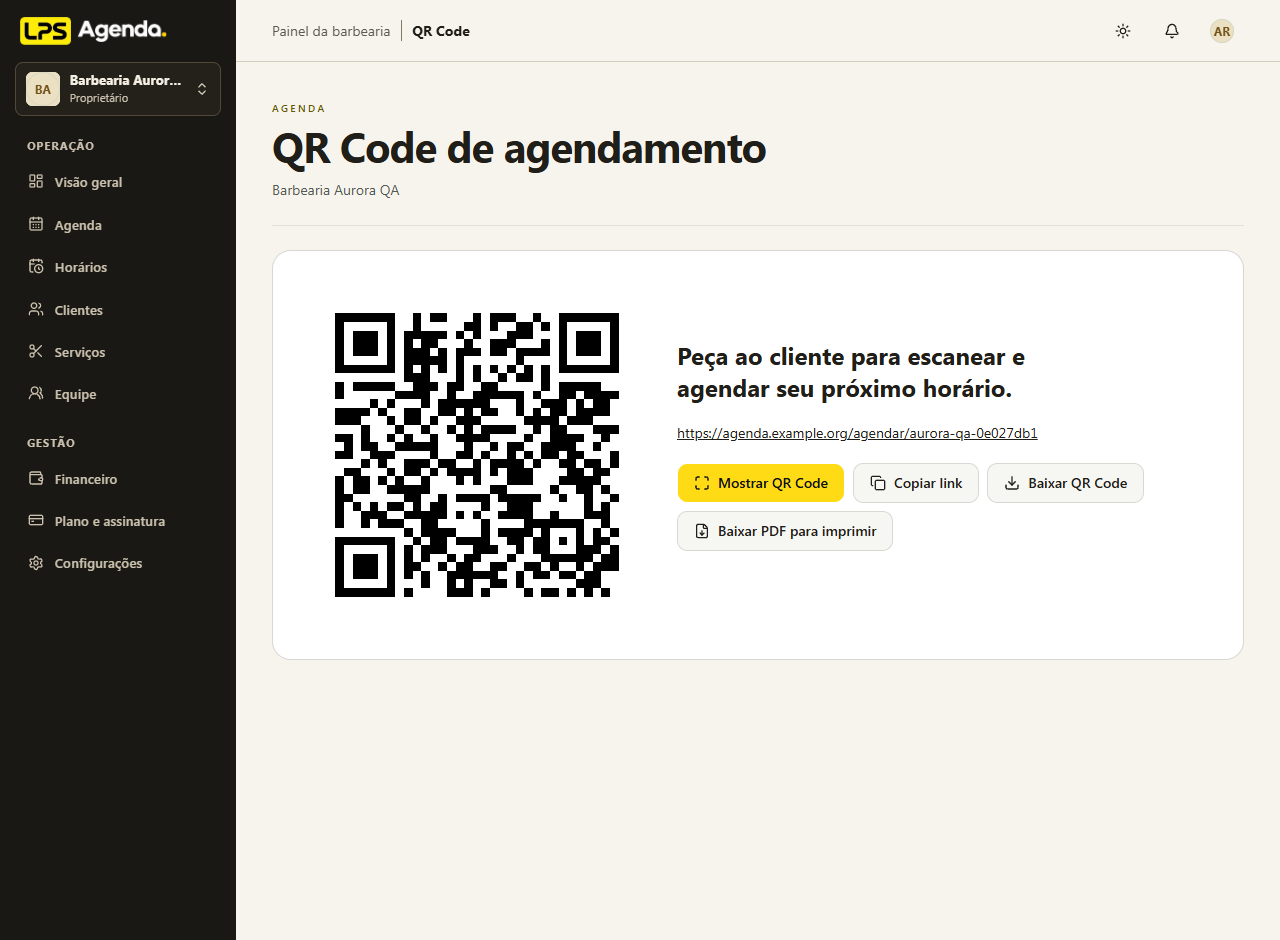 LPS Agenda.
BA
Barbearia Auror...
Proprietário
OPERAÇÃO
Visão geral
Agenda
Horários
Clientes
Serviços
Equipe
GESTÃO
Financeiro
Plano e assinatura
Configurações
Painel da barbearia
QR Code
AR
AGENDA
QR Code de agendamento
Barbearia Aurora QA
Peça ao cliente para escanear e
agendar seu próximo horário.
https://agenda.example.org/agendar/aurora-qa-0e027db1
Mostrar QR Code
Copiar link
Baixar QR Code
Baixar PDF para imprimir